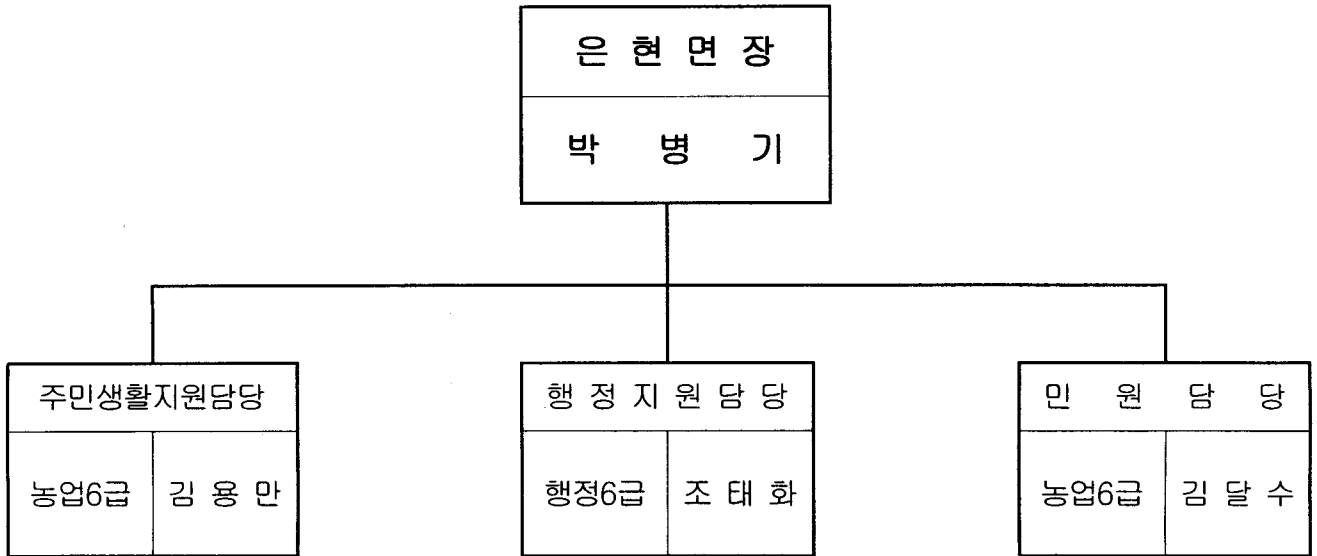 은 현 면 장
박 병 기
주민생활지원담당
농업6급 김 용 만
행 정 지 원 담 당
행정6급 조 태 화
민 원 담 당
농업6급 김 달 수